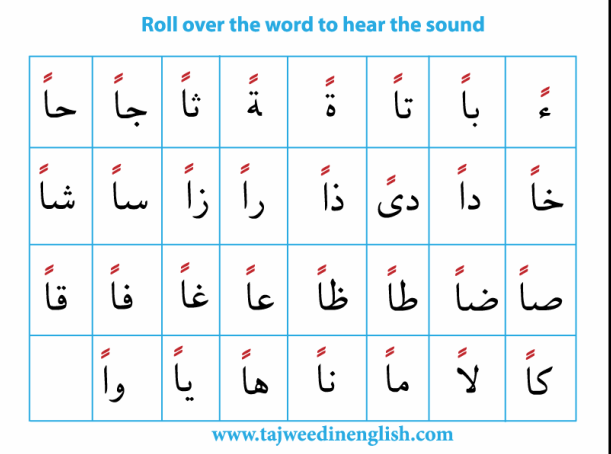 Roll over the word to hear the sound
ءً باً تاً ةً ةً ثاً جاً حاً
خاً داً دىً ذاً راً زاً ساً شاً
صاً ضاً طاً ظاً عاً غاً فاً قاً
كاً لاً ماً ناً هاً ياً واً
www.tajweedinenglish.com